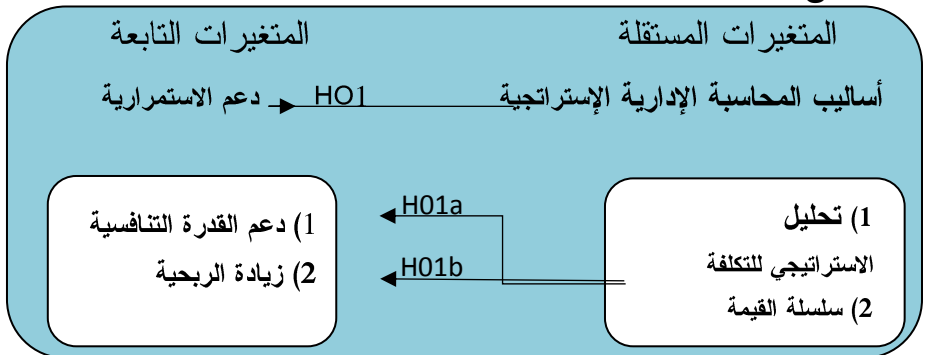 المتغيرات المستقلة
المتغيرات التابعة
أساليب المحاسبة الإدارية الإستراتجية
HO1
دعم الاستمرارية
1) تحليل
الاستراتيجي للتكلفة
2) سلسلة القيمة
H01a
H01b
1) دعم القدرة التنافسية
2) زيادة الربحية